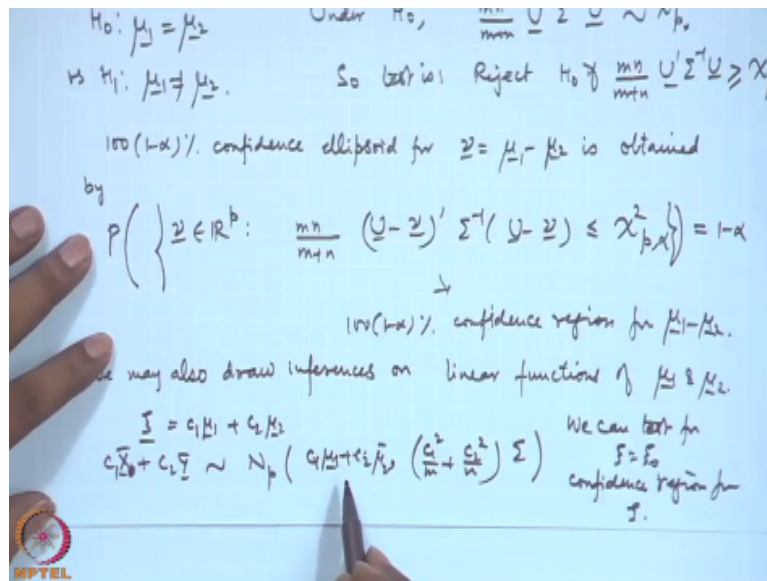 H₀: μ₁ = μ₂ Under H₀, mn/(m+n) U' Σ⁻¹ U ~
vs H₁: μ₁ ≠ μ₂. So test is: Reject H₀ if mn/(m+n) U' Σ⁻¹ U ≥ χ
100(1-α)% confidence ellipsoid for ν = μ₁ - μ₂ is obtained
by
P({ ν ∈ ℝᵖ : mn/(m+n) (U - ν)' Σ⁻¹ (U - ν) ≤ χ²p,α }) = 1-α
↓
100(1-α)% confidence region for μ₁ - μ₂.
may also draw inferences on linear functions of μ₁ & μ₂.
ξ = c₁μ₁ + c₂μ₂ We can test for
c₁X̄ + c₂Ȳ ~ Nₚ( c₁μ₁ + c₂μ₂, (c₁²/m + c₂²/n) Σ ) ξ = ξ₀
confidence region for
ξ.
NPTEL